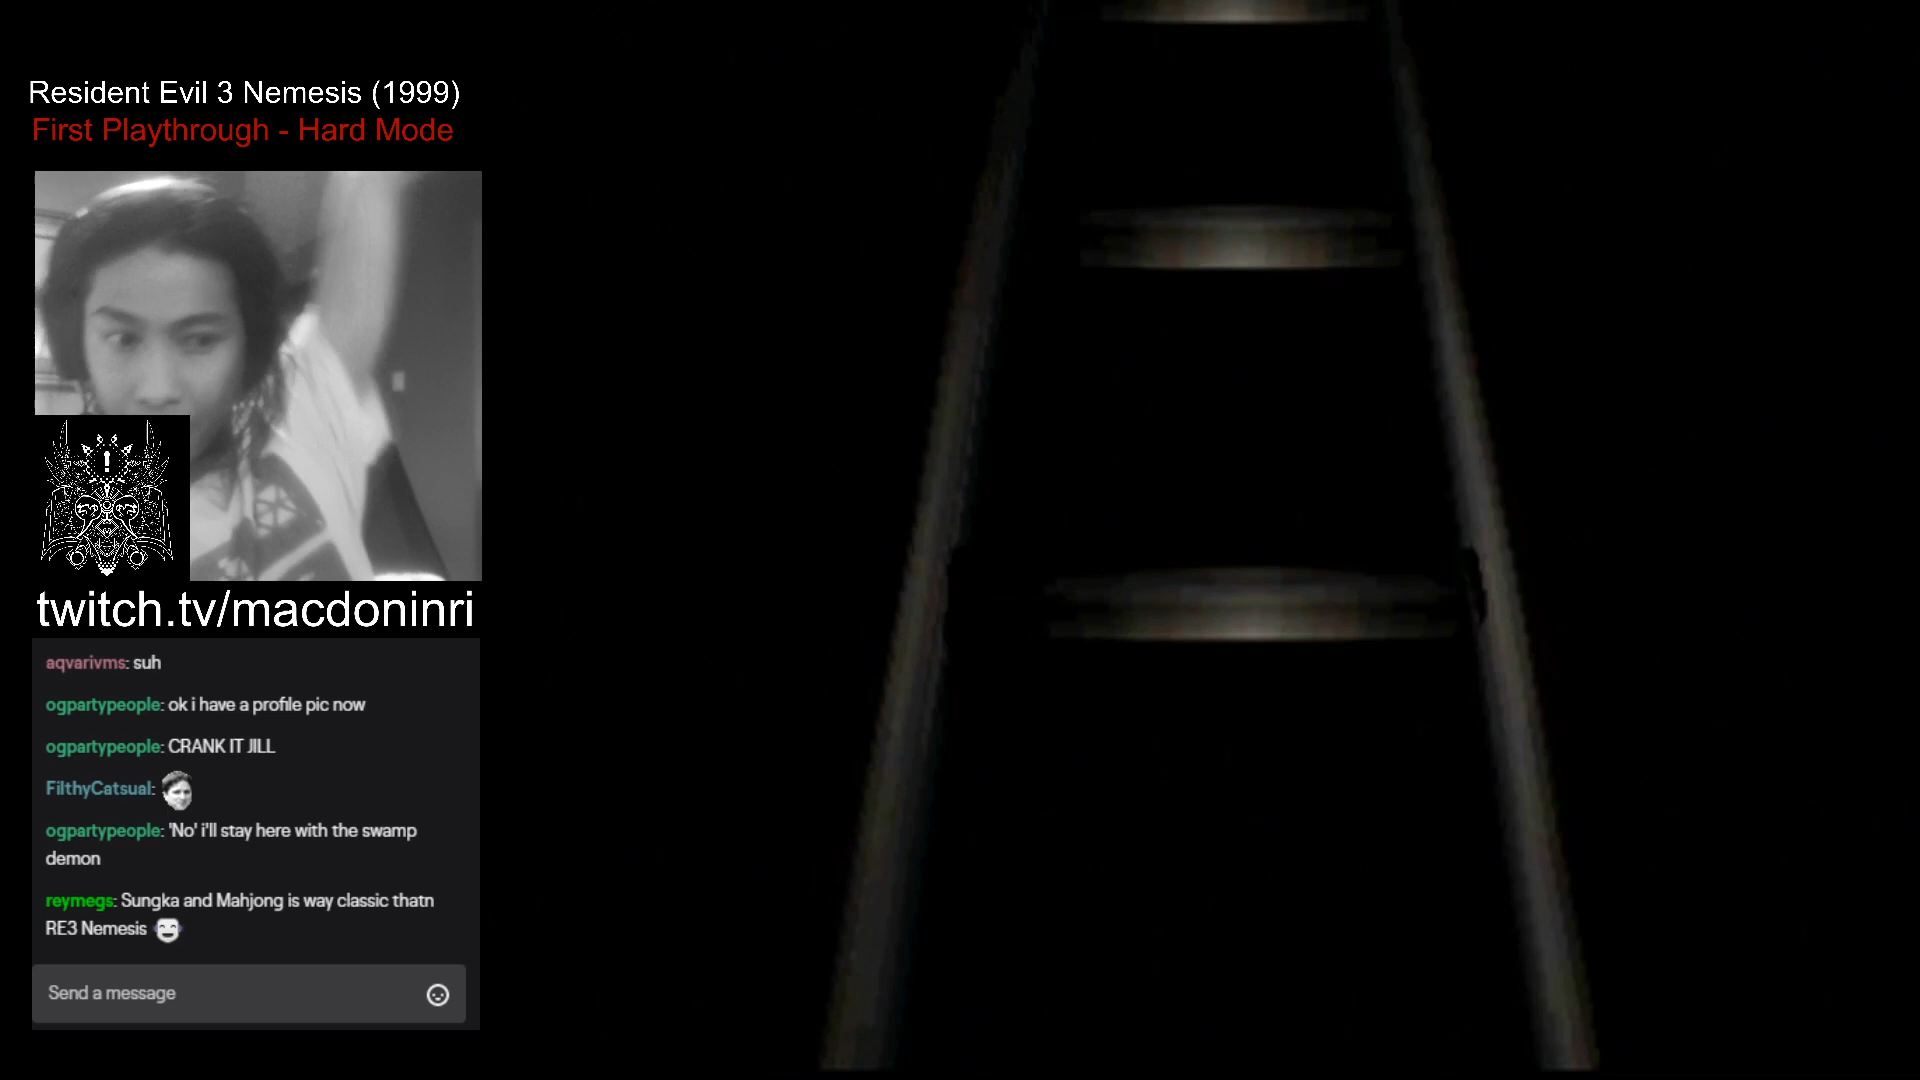 Resident Evil 3 Nemesis (1999)
First Playthrough - Hard Mode
!
twitch.tv/macdoninri
aqvarivms: suh
ogpartypeople: ok i have a profile pic now
ogpartypeople: CRANK IT JILL
FilthyCatsual:
ogpartypeople: 'No' i'll stay here with the swamp
demon
reymegs: Sungka and Mahjong is way classic thatn
RE3 Nemesis
Send a message